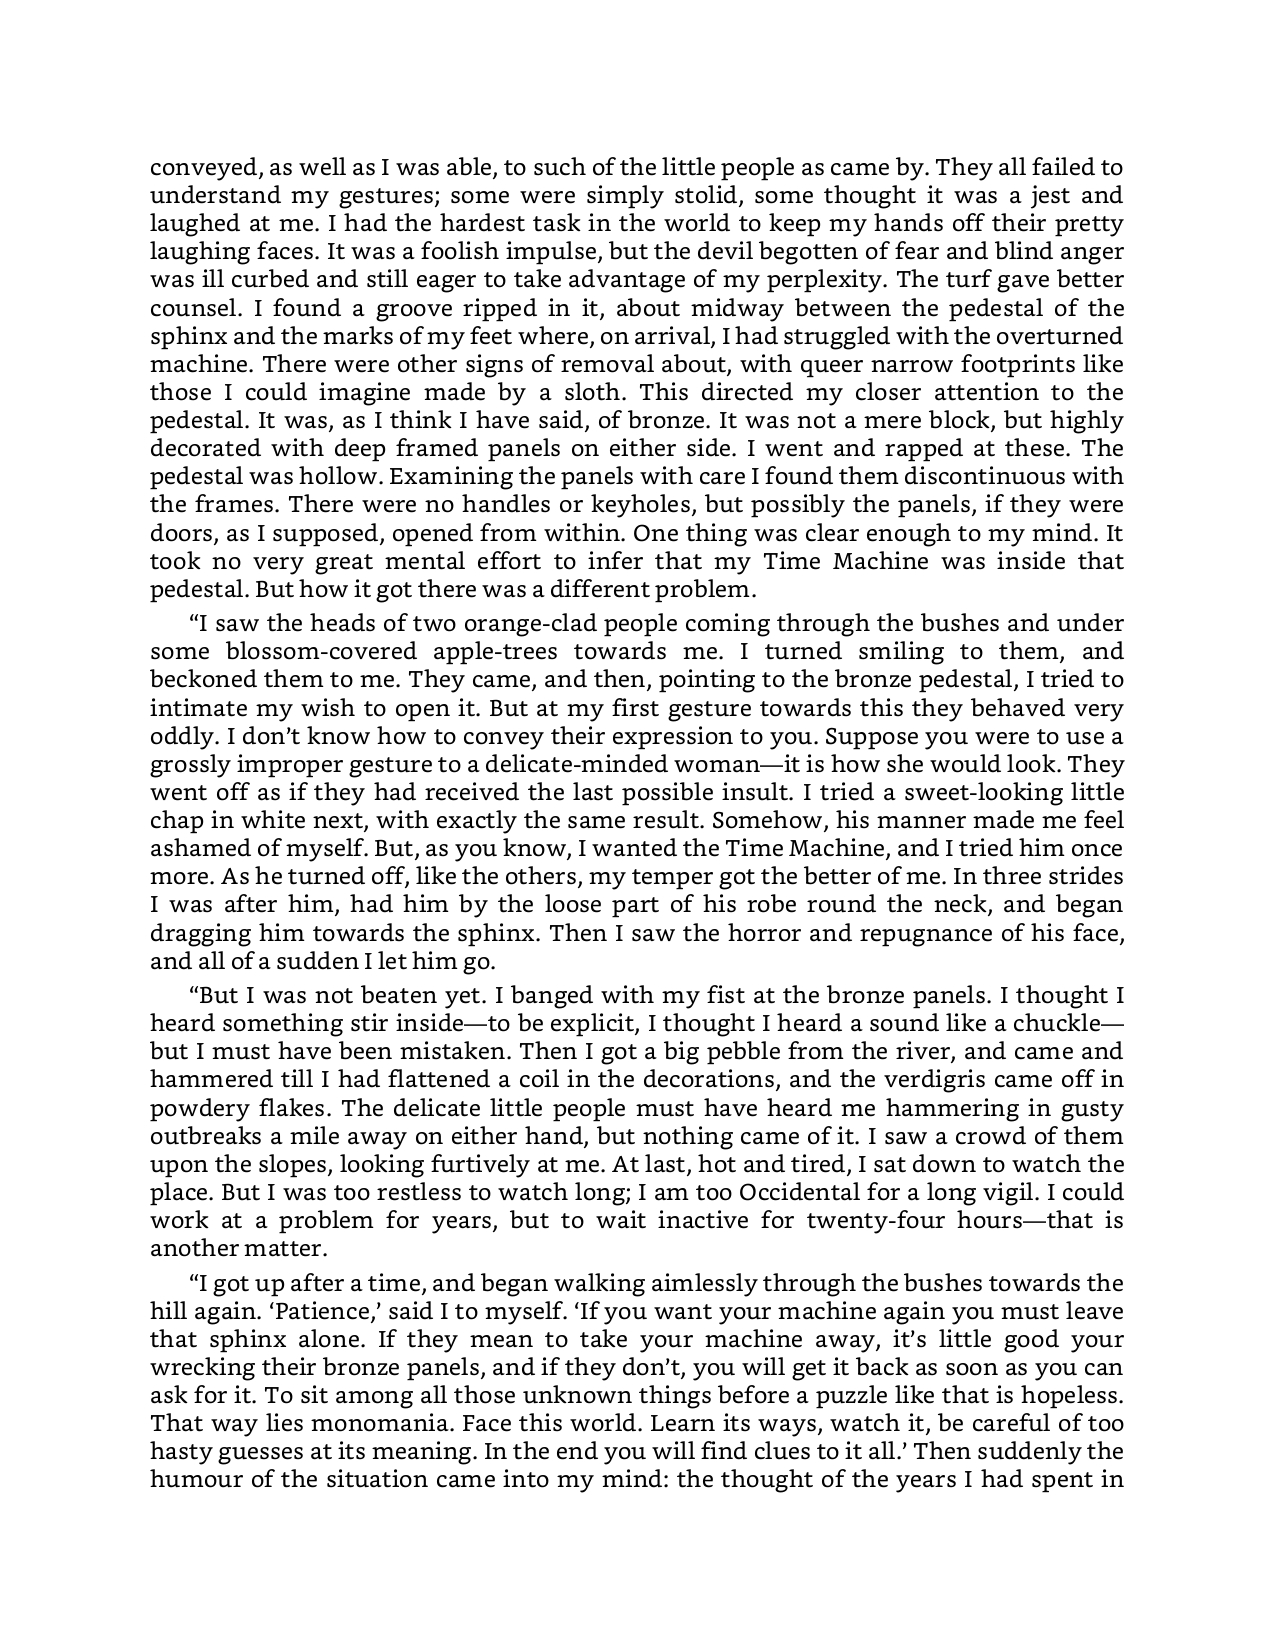 conveyed, as well as I was able, to such of the little people as came by. They all failed to
understand my gestures; some were simply stolid, some thought it was a jest and
laughed at me. I had the hardest task in the world to keep my hands off their pretty
laughing faces. It was a foolish impulse, but the devil begotten of fear and blind anger
was ill curbed and still eager to take advantage of my perplexity. The turf gave better
counsel. I found a groove ripped in it, about midway between the pedestal of the
sphinx and the marks of my feet where, on arrival, I had struggled with the overturned
machine. There were other signs of removal about, with queer narrow footprints like
those I could imagine made by a sloth. This directed my closer attention to the
pedestal. It was, as I think I have said, of bronze. It was not a mere block, but highly
decorated with deep framed panels on either side. I went and rapped at these. The
pedestal was hollow. Examining the panels with care I found them discontinuous with
the frames. There were no handles or keyholes, but possibly the panels, if they were
doors, as I supposed, opened from within. One thing was clear enough to my mind. It
took no very great mental effort to infer that my Time Machine was inside that
pedestal. But how it got there was a different problem.
“I saw the heads of two orange-clad people coming through the bushes and under
some blossom-covered apple-trees towards me. I turned smiling to them, and
beckoned them to me. They came, and then, pointing to the bronze pedestal, I tried to
intimate my wish to open it. But at my first gesture towards this they behaved very
oddly. I don’t know how to convey their expression to you. Suppose you were to use a
grossly improper gesture to a delicate-minded woman—it is how she would look. They
went off as if they had received the last possible insult. I tried a sweet-looking little
chap in white next, with exactly the same result. Somehow, his manner made me feel
ashamed of myself. But, as you know, I wanted the Time Machine, and I tried him once
more. As he turned off, like the others, my temper got the better of me. In three strides
I was after him, had him by the loose part of his robe round the neck, and began
dragging him towards the sphinx. Then I saw the horror and repugnance of his face,
and all of a sudden I let him go.
“But I was not beaten yet. I banged with my fist at the bronze panels. I thought I
heard something stir inside—to be explicit, I thought I heard a sound like a chuckle—
but I must have been mistaken. Then I got a big pebble from the river, and came and
hammered till I had flattened a coil in the decorations, and the verdigris came off in
powdery flakes. The delicate little people must have heard me hammering in gusty
outbreaks a mile away on either hand, but nothing came of it. I saw a crowd of them
upon the slopes, looking furtively at me. At last, hot and tired, I sat down to watch the
place. But I was too restless to watch long; I am too Occidental for a long vigil. I could
work at a problem for years, but to wait inactive for twenty-four hours—that is
another matter.
“I got up after a time, and began walking aimlessly through the bushes towards the
hill again. ‘Patience,’ said I to myself. ‘If you want your machine again you must leave
that sphinx alone. If they mean to take your machine away, it’s little good your
wrecking their bronze panels, and if they don’t, you will get it back as soon as you can
ask for it. To sit among all those unknown things before a puzzle like that is hopeless.
That way lies monomania. Face this world. Learn its ways, watch it, be careful of too
hasty guesses at its meaning. In the end you will find clues to it all.’ Then suddenly the
humour of the situation came into my mind: the thought of the years I had spent in